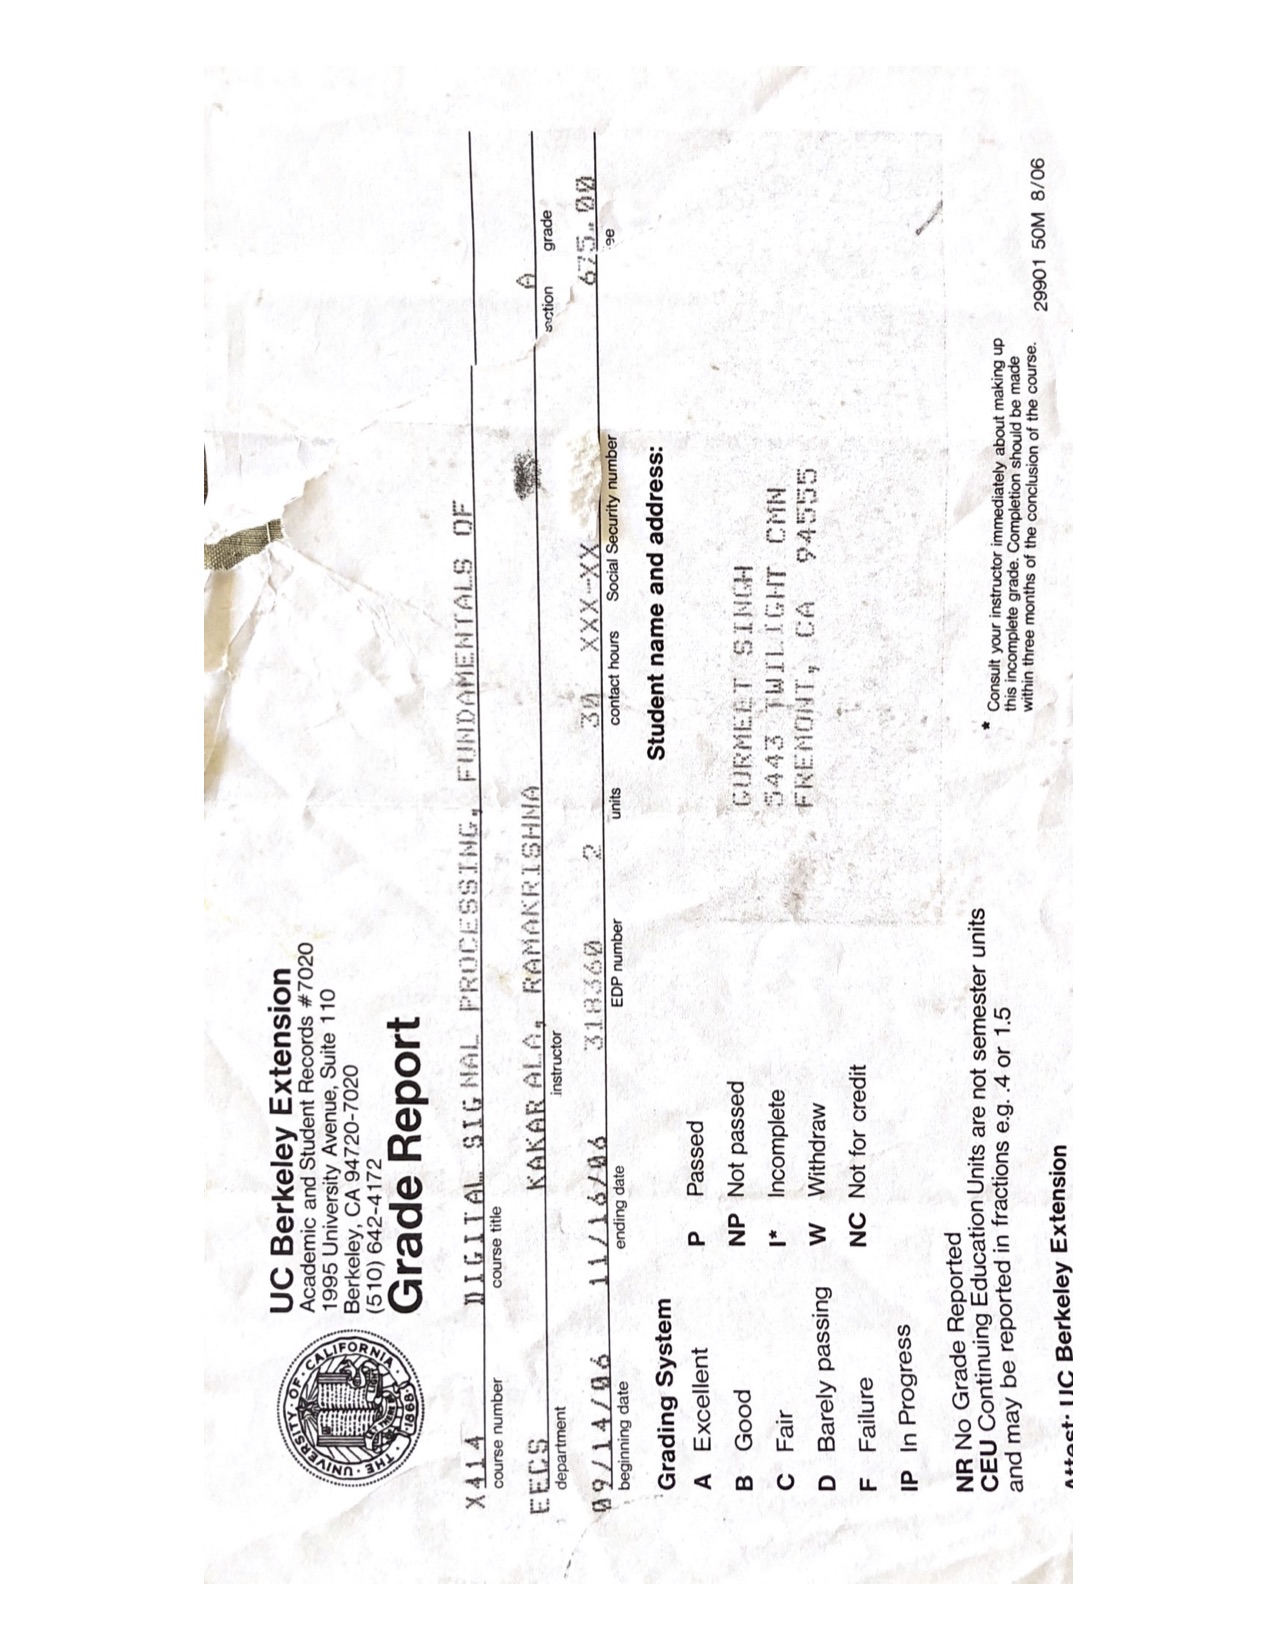 UC Berkeley Extension
Academic and Student Records #7020
1995 University Avenue, Suite 110
Berkeley, CA 94720-7020
(510) 642-4172
Grade Report
THE · UNIVERSITY · OF · CALIFORNIA · 1868
X414 DIGITAL SIGNAL PROCESSING, FUNDAMENTALS OF
course number course title
EECS KAKARALA, RAMAKRISHNA A
department instructor section grade
09/14/06 11/16/06 318360 2 30 XXX-XX 675.00
beginning date ending date EDP number units contact hours Social Security number ee
Grading System
A Excellent P Passed
B Good NP Not passed
C Fair I* Incomplete
D Barely passing W Withdraw
F Failure NC Not for credit
IP In Progress
NR No Grade Reported
CEU Continuing Education Units are not semester units
and may be reported in fractions e.g. .4 or 1.5
Attest: UC Berkeley Extension
Student name and address:
GURMEET SINGH
5443 TWILIGHT CMN
FREMONT, CA 94555
* Consult your instructor immediately about making up
this incomplete grade. Completion should be made
within three months of the conclusion of the course.
29901 50M 8/06